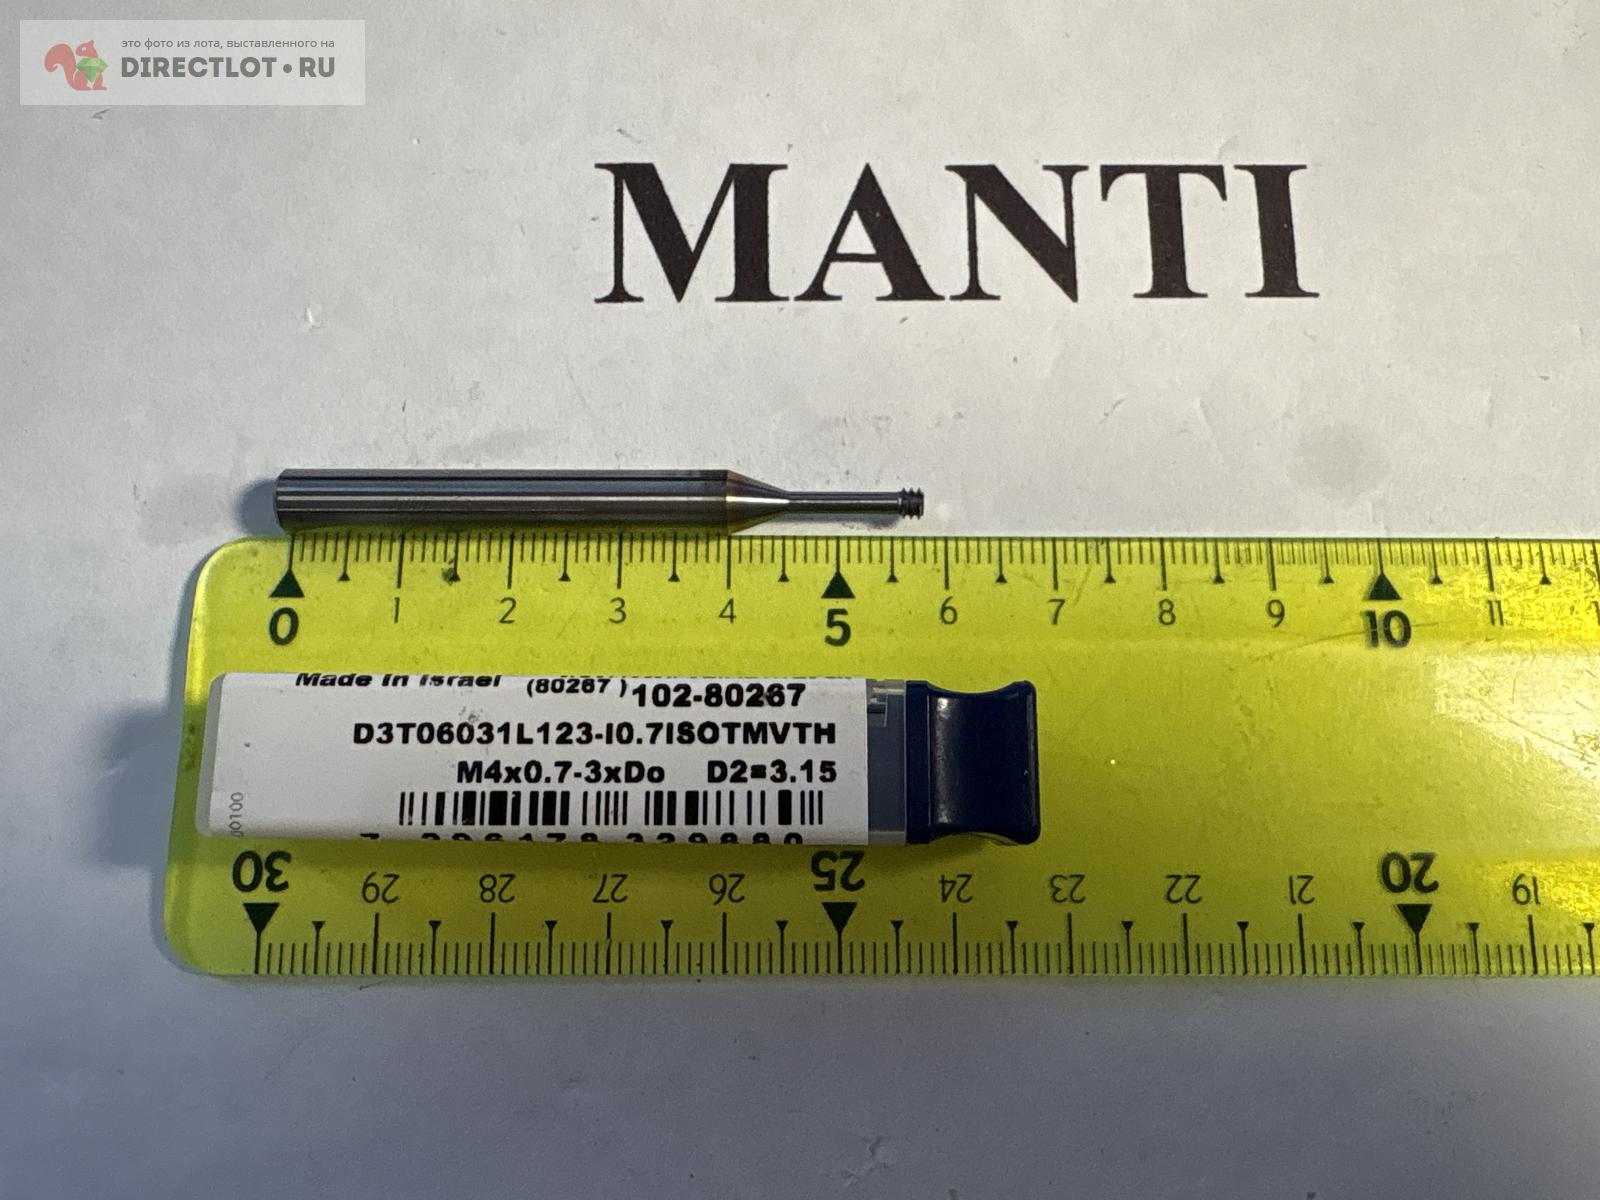 это фото из лота, выставленного на
DIRECTLOT•RU
MANTI
0 1 2 3 4 5 6 7 8 9 10 11
Made in Israel (80267) 102-80267
D3T06031L123-I0.7ISOTMVTH
M4x0.7-3xDo D2=3.15
30 29 28 27 26 25 24 23 22 21 20 19